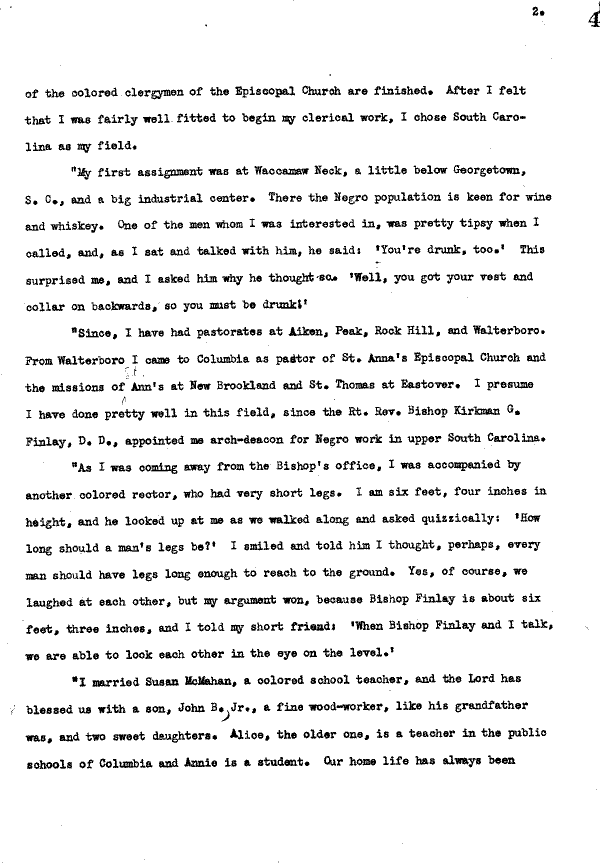 2.
4
of the colored clergymen of the Episcopal Church are finished. After I felt
that I was fairly well fitted to begin my clerical work, I chose South Caro-
lina as my field.
"My first assignment was at Waccamaw Neck, a little below Georgetown,
S. C., and a big industrial center. There the Negro population is keen for wine
and whiskey. One of the men whom I was interested in, was pretty tipsy when I
called, and, as I sat and talked with him, he said: 'You're drunk, too.' This
surprised me, and I asked him why he thought so. 'Well, you got your vest and
collar on backwards, so you must be drunk!'
"Since, I have had pastorates at Aiken, Peak, Rock Hill, and Walterboro.
From Walterboro I came to Columbia as pastor of St. Anna's Episcopal Church and
the missions of St. Ann's at New Brookland and St. Thomas at Eastover. I presume
I have done pretty well in this field, since the Rt. Rev. Bishop Kirkman G.
Finlay, D. D., appointed me arch-deacon for Negro work in upper South Carolina.
"As I was coming away from the Bishop's office, I was accompanied by
another colored rector, who had very short legs. I am six feet, four inches in
height, and he looked up at me as we walked along and asked quizzically: 'How
long should a man's legs be?' I smiled and told him I thought, perhaps, every
man should have legs long enough to reach to the ground. Yes, of course, we
laughed at each other, but my argument won, because Bishop Finlay is about six
feet, three inches, and I told my short friend: 'When Bishop Finlay and I talk,
we are able to look each other in the eye on the level.'
"I married Susan McMahan, a colored school teacher, and the Lord has
blessed us with a son, John B., Jr., a fine wood-worker, like his grandfather
was, and two sweet daughters. Alice, the older one, is a teacher in the public
schools of Columbia and Annie is a student. Our home life has always been